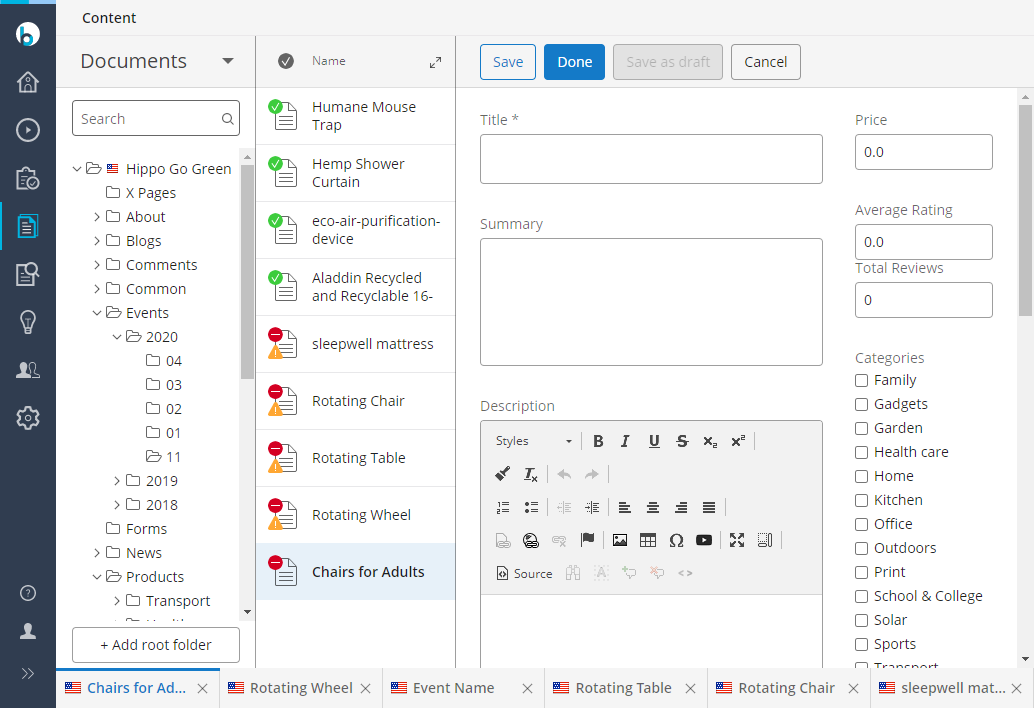 Content
Documents
Search
Hippo Go Green
X Pages
About
Blogs
Comments
Common
Events
2020
04
03
02
01
11
2019
2018
Forms
News
Products
Transport
+ Add root folder
Name
Humane Mouse
Trap
Hemp Shower
Curtain
eco-air-purification-
device
Aladdin Recycled
and Recyclable 16-
sleepwell mattress
Rotating Chair
Rotating Table
Rotating Wheel
Chairs for Adults
Save
Done
Save as draft
Cancel
Title *
Summary
Description
Styles
B I U S x₂ x²
Source
Price
0.0
Average Rating
0.0
Total Reviews
0
Categories
Family
Gadgets
Garden
Health care
Home
Kitchen
Office
Outdoors
Print
School & College
Solar
Sports
Transport
Chairs for Ad...
Rotating Wheel
Event Name
Rotating Table
Rotating Chair
sleepwell mat...